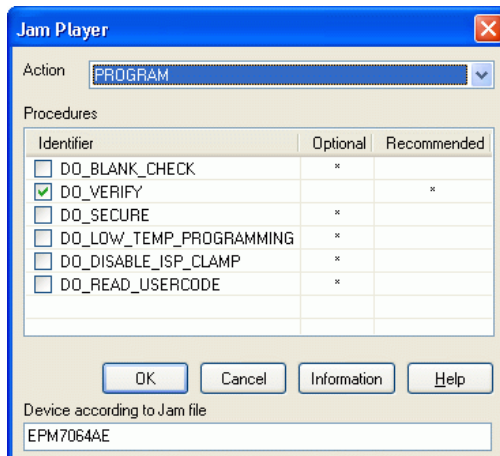 Jam Player
Action PROGRAM
Procedures
Identifier Optional Recommended
DO_BLANK_CHECK *
DO_VERIFY *
DO_SECURE *
DO_LOW_TEMP_PROGRAMMING *
DO_DISABLE_ISP_CLAMP *
DO_READ_USERCODE *
OK Cancel Information Help
Device according to Jam file
EPM7064AE